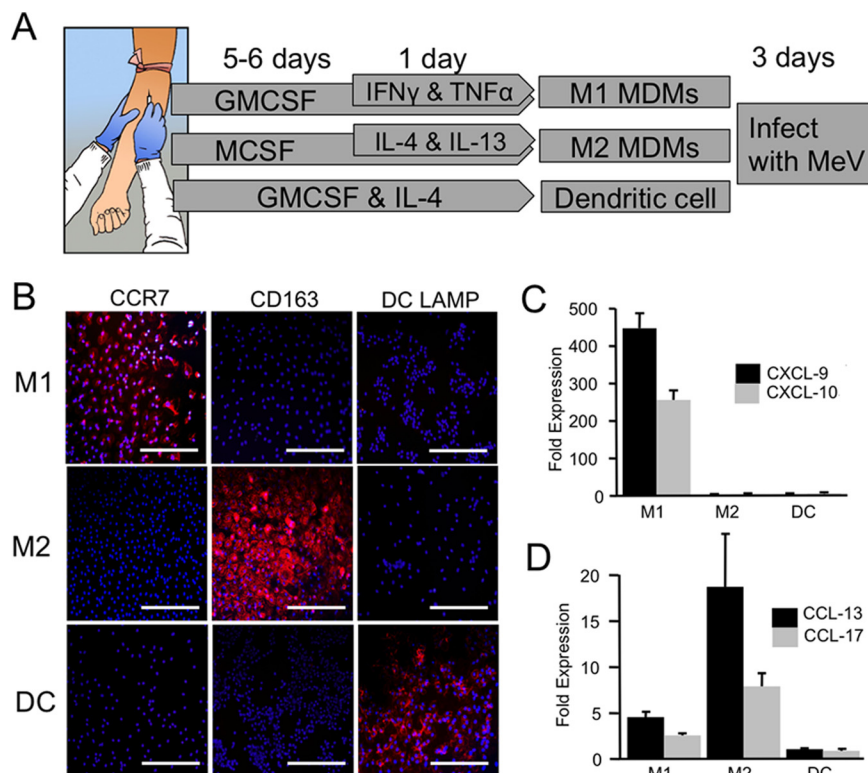 A
5-6 days
1 day
3 days
GMCSF
IFNγ & TNFα
M1 MDMs
MCSF
IL-4 & IL-13
M2 MDMs
GMCSF & IL-4
Dendritic cell
Infect
with MeV
B
CCR7
CD163
DC LAMP
M1
M2
DC
C
Fold Expression
500
400
300
200
100
0
CXCL-9
CXCL-10
M1
M2
DC
D
Fold Expression
20
15
10
5
0
CCL-13
CCL-17
M1
M2
DC